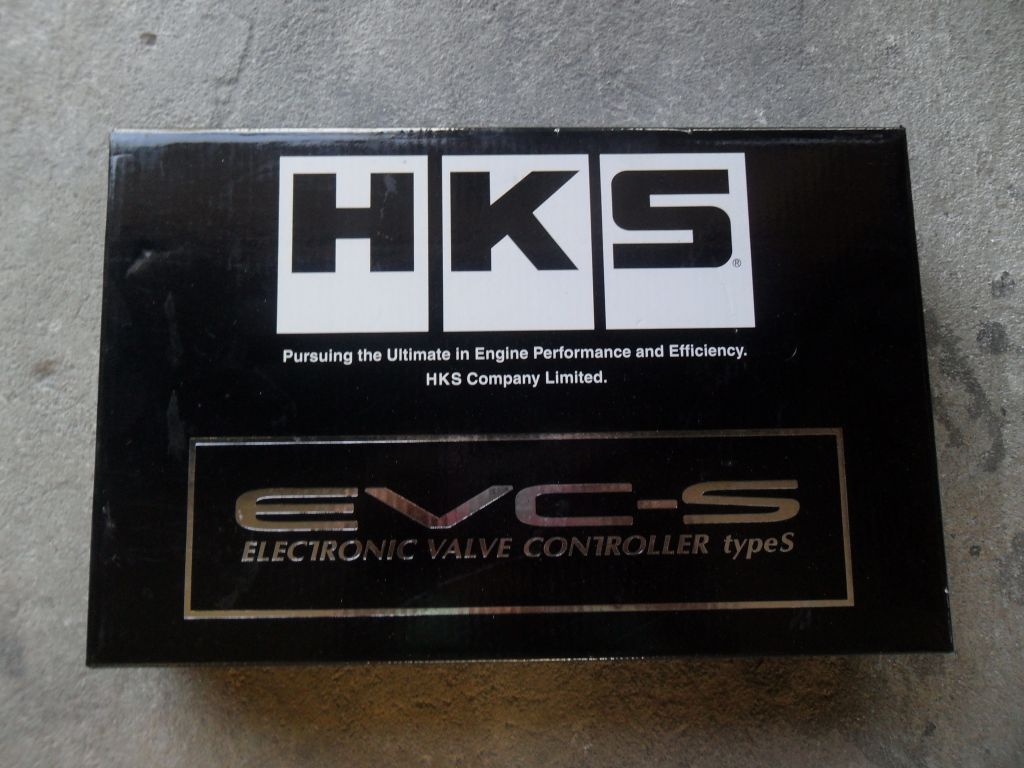 HKS®
Pursuing the Ultimate in Engine Performance and Efficiency.
HKS Company Limited.
EVC-S
ELECTRONIC VALVE CONTROLLER typeS